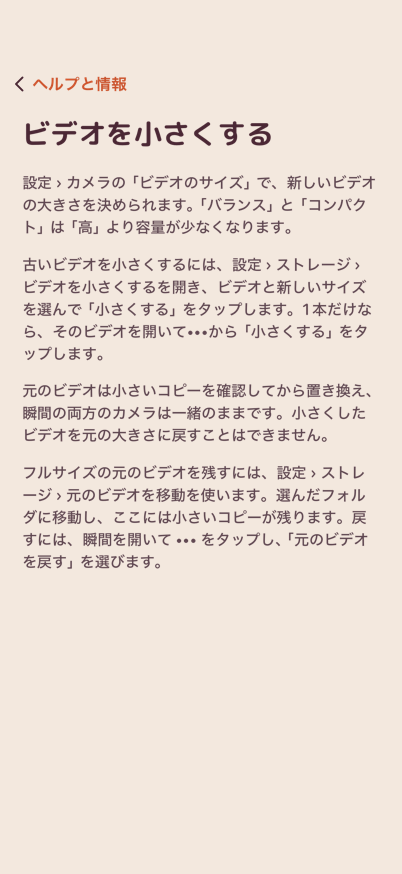 ヘルプと情報
ビデオを小さくする
設定 › カメラの「ビデオのサイズ」で、新しいビデオ
の大きさを決められます。「バランス」と「コンパク
ト」は「高」より容量が少なくなります。
古いビデオを小さくするには、設定 › ストレージ ›
ビデオを小さくするを開き、ビデオと新しいサイズ
を選んで「小さくする」をタップします。1本だけな
ら、そのビデオを開いて•••から「小さくする」をタ
ップします。
元のビデオは小さいコピーを確認してから置き換え、
瞬間の両方のカメラは一緒のままです。小さくした
ビデオを元の大きさに戻すことはできません。
フルサイズの元のビデオを残すには、設定 › ストレ
ージ › 元のビデオを移動を使います。選んだフォル
ダに移動し、ここには小さいコピーが残ります。戻
すには、瞬間を開いて ••• をタップし、「元のビデオ
を戻す」を選びます。